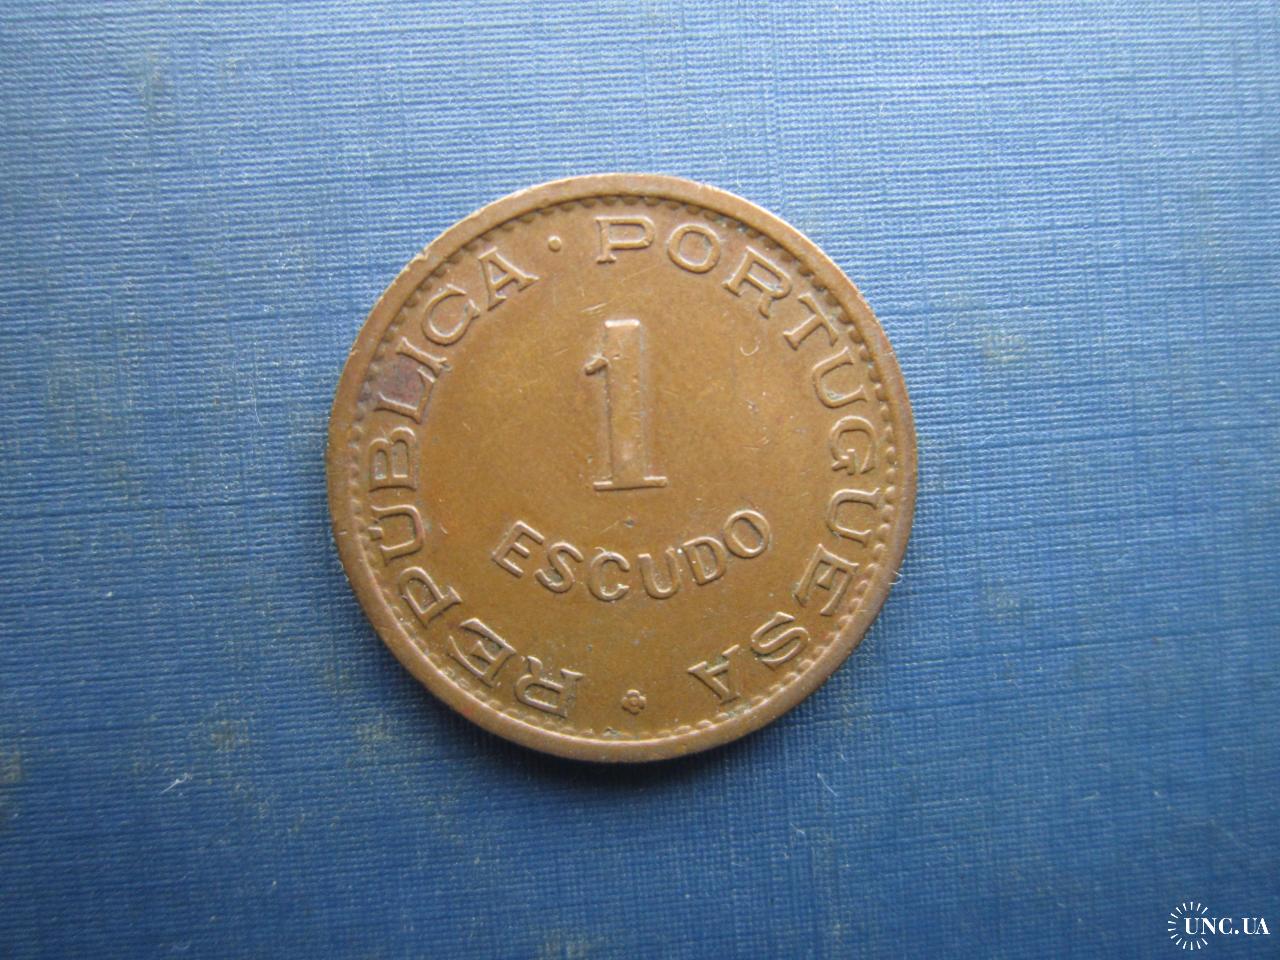 REPÚBLICA · PORTUGUESA
1
ESCUDO
UNC.UA